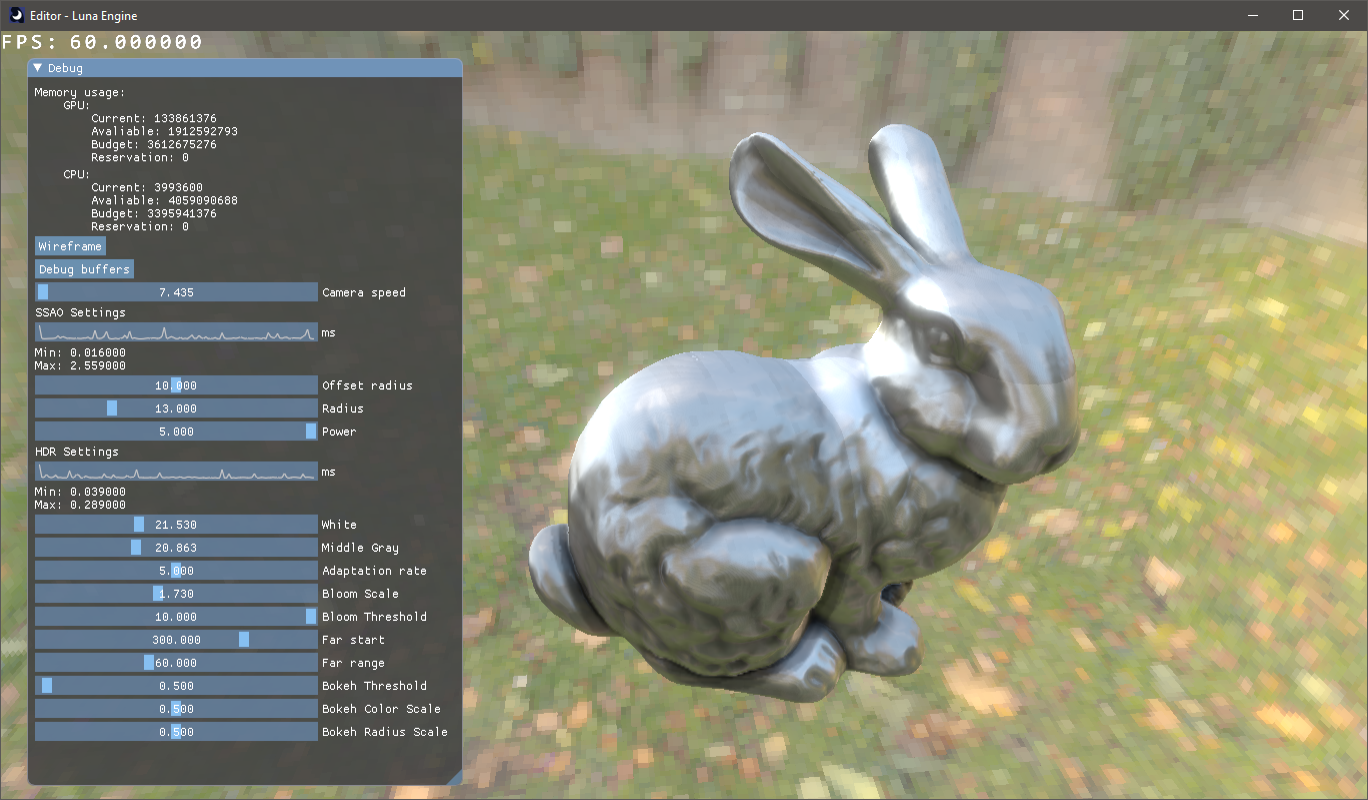 Editor - Luna Engine
FPS: 60.000000
Debug
Memory usage:
GPU:
Current: 133861376
Avaliable: 1912592793
Budget: 3612675276
Reservation: 0
CPU:
Current: 3993600
Avaliable: 4059090688
Budget: 3395941376
Reservation: 0
Wireframe
Debug buffers
7.435 Camera speed
SSAO Settings
ms
Min: 0.016000
Max: 2.559000
10.000 Offset radius
13.000 Radius
5.000 Power
HDR Settings
ms
Min: 0.039000
Max: 0.289000
21.530 White
20.863 Middle Gray
5.000 Adaptation rate
1.730 Bloom Scale
10.000 Bloom Threshold
300.000 Far start
60.000 Far range
0.500 Bokeh Threshold
0.500 Bokeh Color Scale
0.500 Bokeh Radius Scale